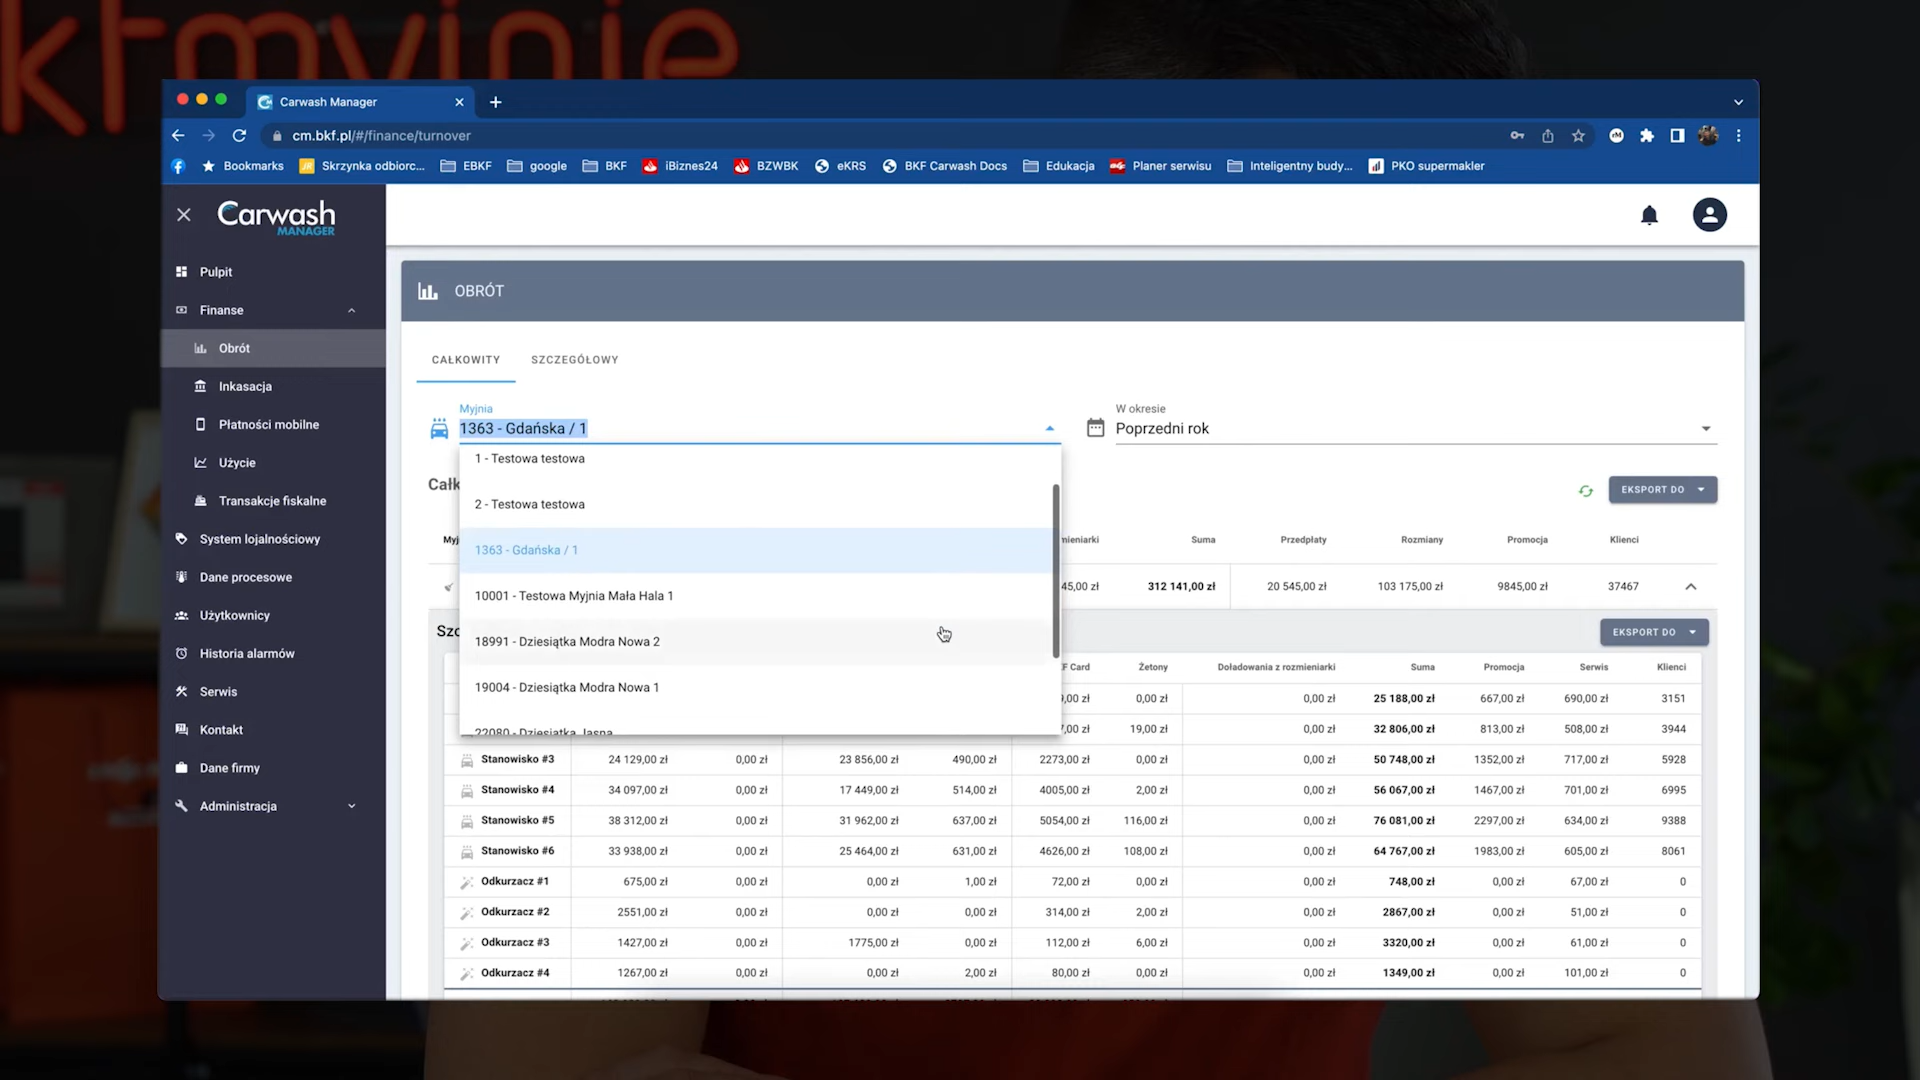 ktmyjnie
Carwash Manager
cm.bkf.pl/#/finance/turnover
Bookmarks Skrzynka odbiorc... EBKF google BKF iBiznes24 BZWBK eKRS BKF Carwash Docs Edukacja Planer serwisu Inteligentny budy... PKO supermakler
Carwash
MANAGER
Pulpit
Finanse
Obrót
Inkasacja
Płatności mobilne
Użycie
Transakcje fiskalne
System lojalnościowy
Dane procesowe
Użytkownicy
Historia alarmów
Serwis
Kontakt
Dane firmy
Administracja
OBRÓT
CAŁKOWITY SZCZEGÓŁOWY
Myjnia
1363 - Gdańska / 1
W okresie
Poprzedni rok
1 - Testowa testowa
2 - Testowa testowa
1363 - Gdańska / 1
10001 - Testowa Myjnia Mała Hala 1
18991 - Dziesiątka Modra Nowa 2
19004 - Dziesiątka Modra Nowa 1
22080 - Dziesiątka Jasna
Całk
EKSPORT DO
Myj mieniarki Suma Przedpłaty Rozmiany Promocja Klienci
45,00 zł 312 141,00 zł 20 545,00 zł 103 175,00 zł 9845,00 zł 37467
Szc
EKSPORT DO
F Card Żetony Doładowania z rozmieniarki Suma Promocja Serwis Klienci
,00 zł 0,00 zł 0,00 zł 25 188,00 zł 667,00 zł 690,00 zł 3151
,00 zł 19,00 zł 0,00 zł 32 806,00 zł 813,00 zł 508,00 zł 3944
Stanowisko #3 24 129,00 zł 0,00 zł 23 856,00 zł 490,00 zł 2273,00 zł 0,00 zł 0,00 zł 50 748,00 zł 1352,00 zł 717,00 zł 5928
Stanowisko #4 34 097,00 zł 0,00 zł 17 449,00 zł 514,00 zł 4005,00 zł 2,00 zł 0,00 zł 56 067,00 zł 1467,00 zł 701,00 zł 6995
Stanowisko #5 38 312,00 zł 0,00 zł 31 962,00 zł 637,00 zł 5054,00 zł 116,00 zł 0,00 zł 76 081,00 zł 2297,00 zł 634,00 zł 9388
Stanowisko #6 33 938,00 zł 0,00 zł 25 464,00 zł 631,00 zł 4626,00 zł 108,00 zł 0,00 zł 64 767,00 zł 1983,00 zł 605,00 zł 8061
Odkurzacz #1 675,00 zł 0,00 zł 0,00 zł 1,00 zł 72,00 zł 0,00 zł 0,00 zł 748,00 zł 0,00 zł 67,00 zł 0
Odkurzacz #2 2551,00 zł 0,00 zł 0,00 zł 0,00 zł 314,00 zł 2,00 zł 0,00 zł 2867,00 zł 0,00 zł 51,00 zł 0
Odkurzacz #3 1427,00 zł 0,00 zł 1775,00 zł 0,00 zł 112,00 zł 6,00 zł 0,00 zł 3320,00 zł 0,00 zł 61,00 zł 0
Odkurzacz #4 1267,00 zł 0,00 zł 0,00 zł 2,00 zł 80,00 zł 0,00 zł 0,00 zł 1349,00 zł 0,00 zł 101,00 zł 0